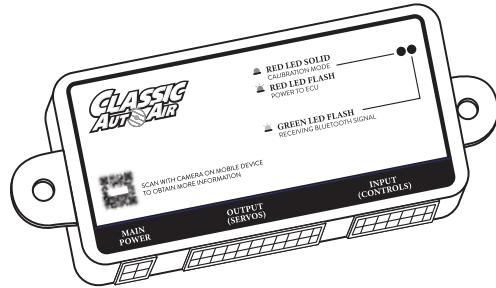 CLASSIC
AUTO AIR
RED LED SOLID
CALIBRATION MODE
RED LED FLASH
POWER TO ECU
GREEN LED FLASH
RECEIVING BLUETOOTH SIGNAL
SCAN WITH CAMERA ON MOBILE DEVICE
TO OBTAIN MORE INFORMATION
MAIN
POWER
OUTPUT
(SERVOS)
INPUT
(CONTROLS)